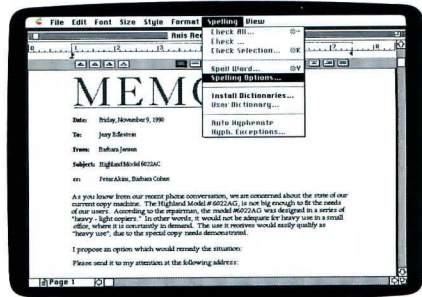 File Edit Font Size Style Format Spelling View
Check All...
Check ...
Check Selection... ⌘K
Spell Word... ⌘Y
Spelling Options...
Install Dictionaries...
User Dictionary...
Auto Hyphenate
Hyph. Exceptions...
Date: Friday, November 9, 1990
To: Jerry Edlestein
From: Barbara Jansen
Subject: Highland Model 6022AG
cc: Peter Akins, Barbara Cohen
As you know from our recent phone conversation, we are concerned about the state of our
current copy machine. The Highland Model #6022AG, is not big enough to fit the needs
of our users. According to the repairman, the model #6022AG was designed in a series of
"heavy - light copiers." In other words, it would not be adequate for heavy use in a small
office, where it is constantly in demand. The use it receives would easily qualify as
"heavy use", due to the special copy needs demonstrated.
I propose an option which would remedy the situation:
Please send it to my attention at the following address:
Page 1